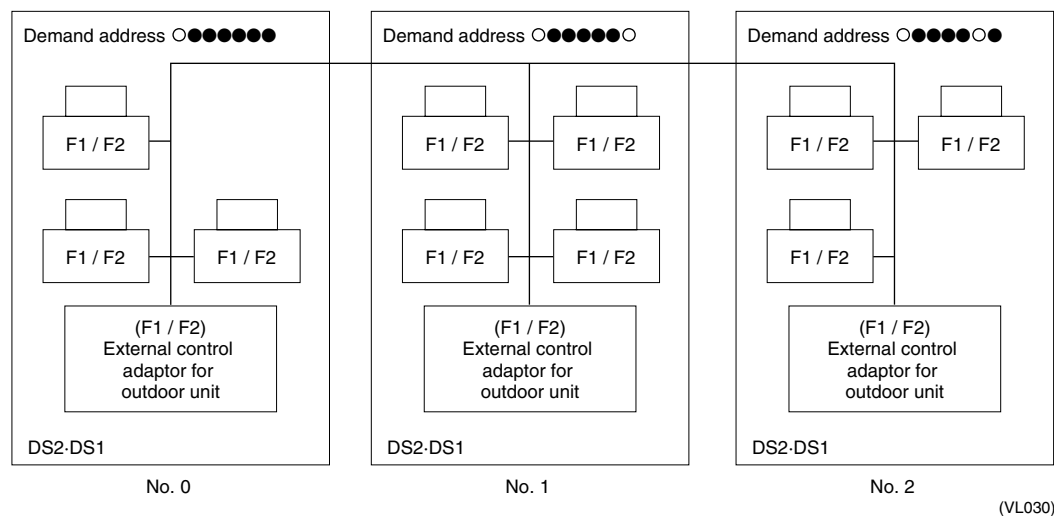 Demand address ○●●●●●●
F1 / F2
F1 / F2
F1 / F2
(F1 / F2)
External control
adaptor for
outdoor unit
DS2·DS1
No. 0
Demand address ○●●●●●○
F1 / F2
F1 / F2
F1 / F2
F1 / F2
(F1 / F2)
External control
adaptor for
outdoor unit
DS2·DS1
No. 1
Demand address ○●●●●○●
F1 / F2
F1 / F2
F1 / F2
(F1 / F2)
External control
adaptor for
outdoor unit
DS2·DS1
No. 2
(VL030)